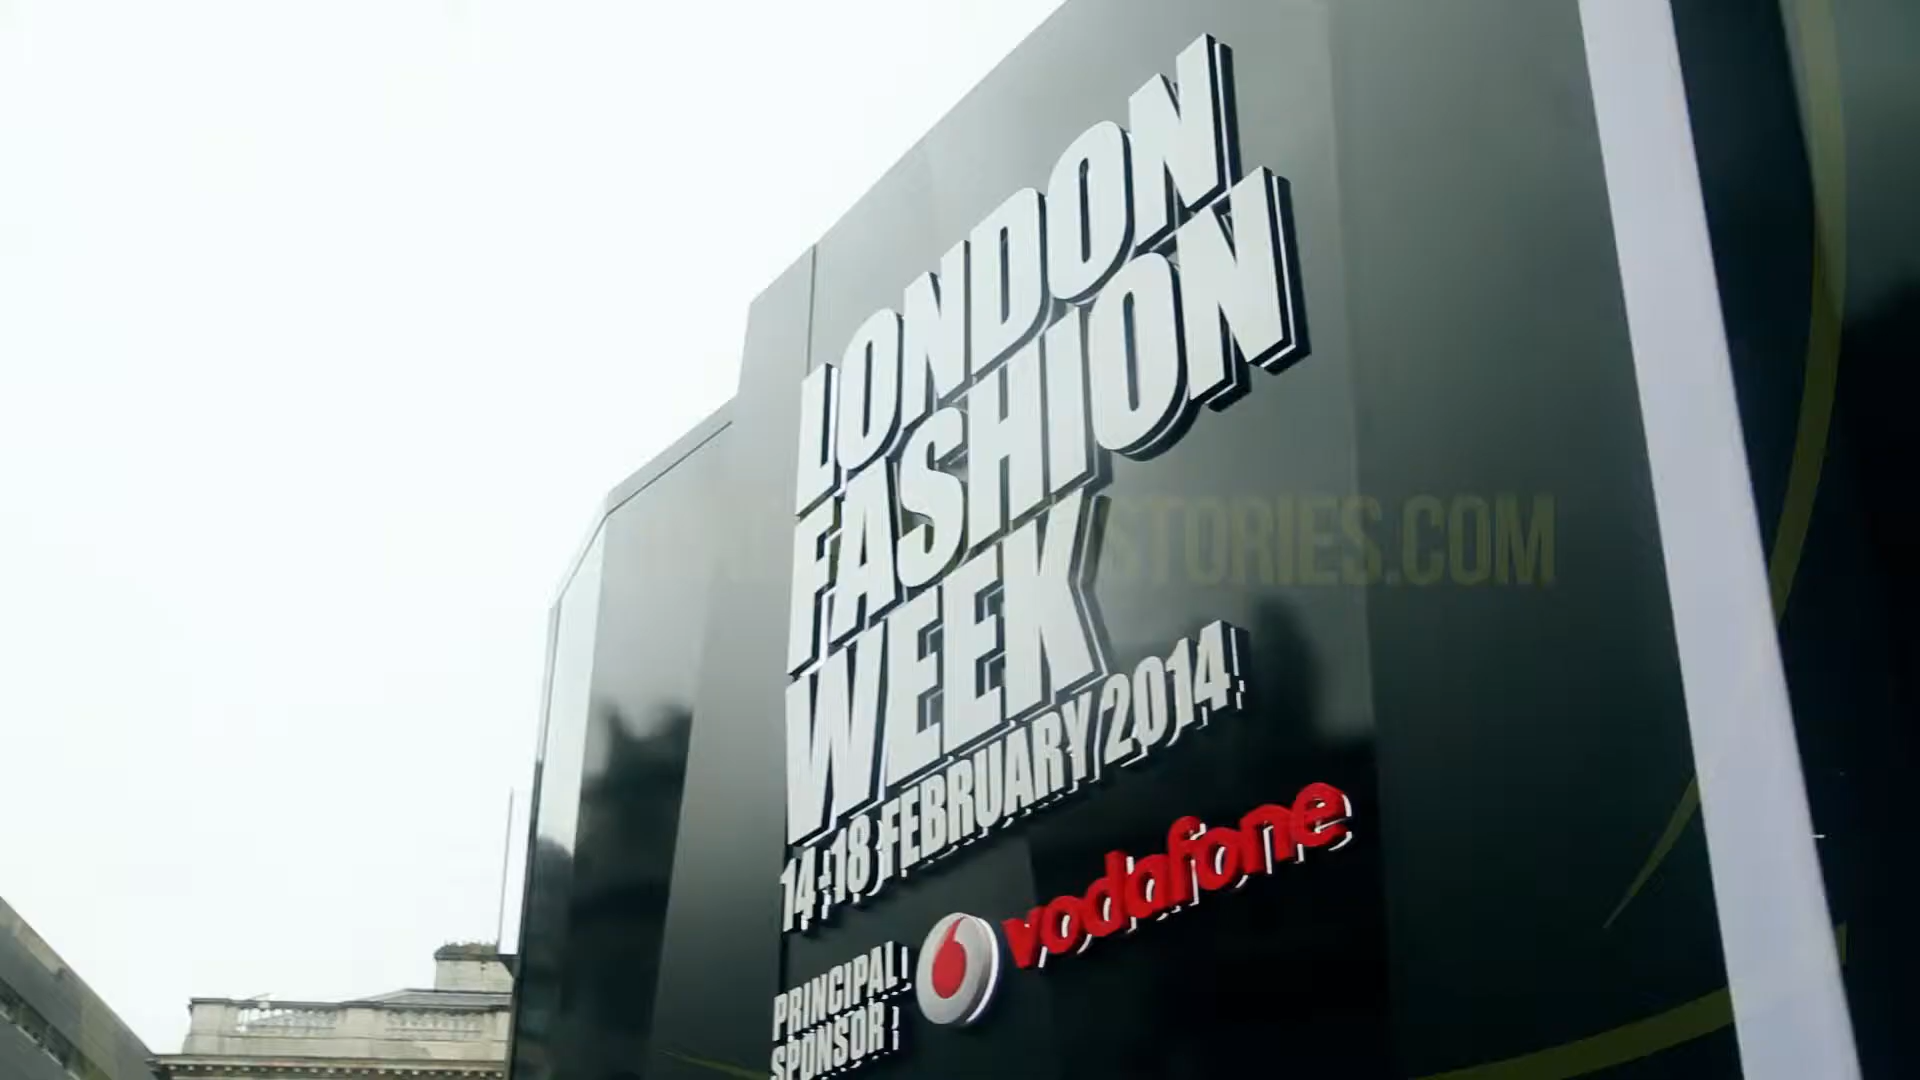 LONDON
FASHION
WEEK
14-18 FEBRUARY 2014
vodafone
PRINCIPAL
SPONSOR
STORIES.COM